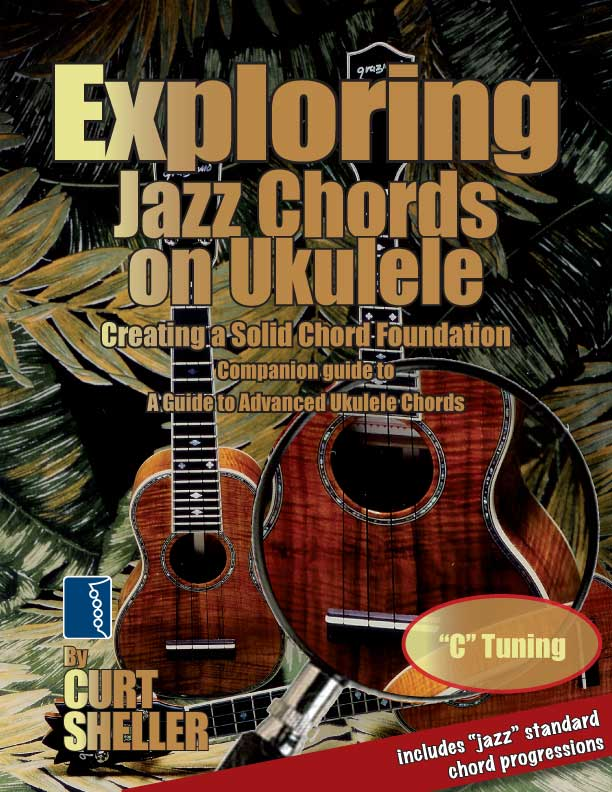 Exploring
Jazz Chords
on Ukulele
Creating a Solid Chord Foundation
Companion guide to
A Guide to Advanced Ukulele Chords
"C" Tuning
By
CURT
SHELLER
includes "jazz" standard
chord progressions